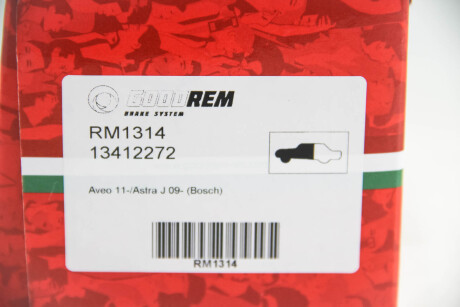 GOODREM
BRAKE SYSTEM
RM1314
13412272
Aveo 11-/Astra J 09- (Bosch)
RM1314